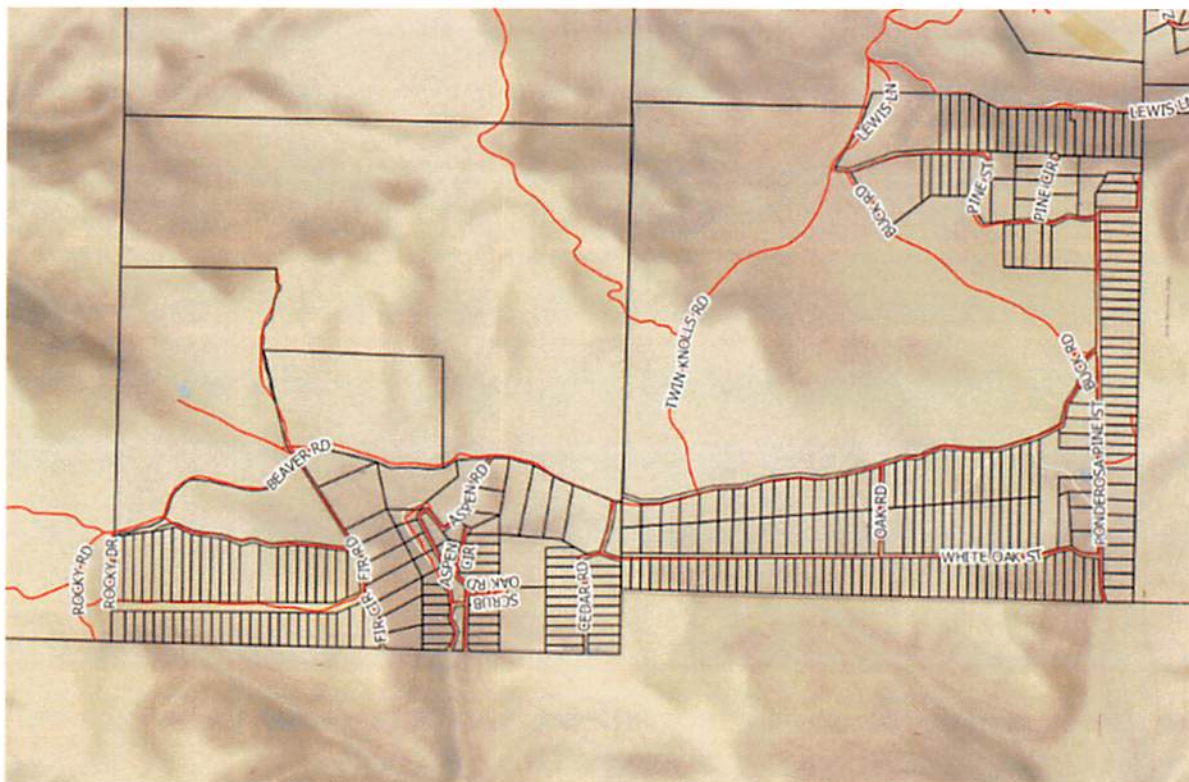 LEWIS LN
LEWIS LN
BUCK RD
PINE ST
PINE CIR
TWIN KNOLLS RD
BUCK RD
PONDEROSA PINE ST
BEAVER RD
ASPEN RD
OAK RD
WHITE OAK ST
ROCKY RD
ROCKY DR
FIR RD
FIR CIR
ASPEN
CIR
SCRUB
OAK RD
CEDAR RD